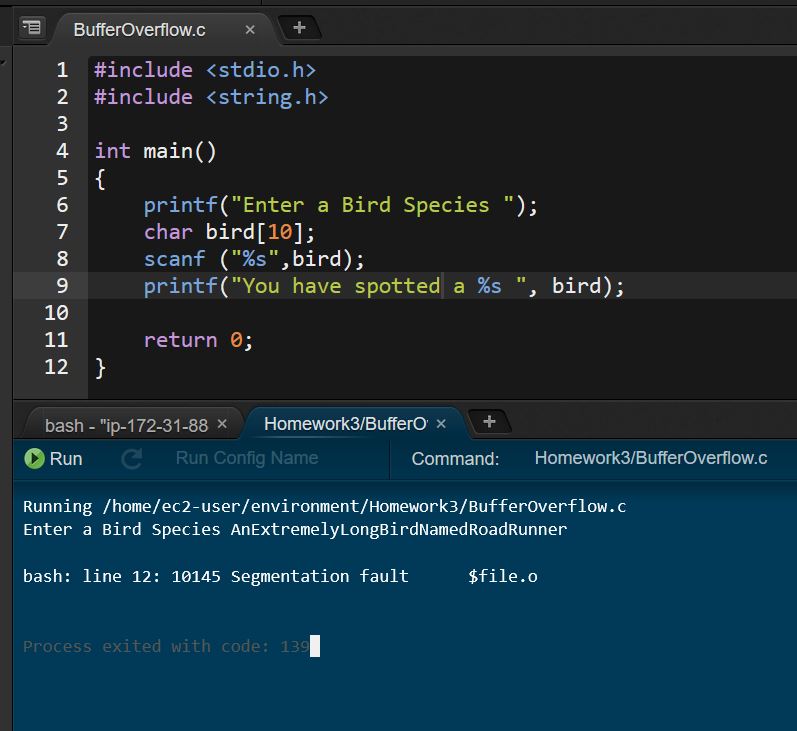 BufferOverflow.c × +
1 #include <stdio.h>
2 #include <string.h>
3
4 int main()
5 {
6     printf("Enter a Bird Species ");
7     char bird[10];
8     scanf ("%s",bird);
9     printf("You have spotted a %s ", bird);
10
11     return 0;
12 }
bash - "ip-172-31-88 × Homework3/BufferO × +
Run Run Config Name Command: Homework3/BufferOverflow.c
Running /home/ec2-user/environment/Homework3/BufferOverflow.c
Enter a Bird Species AnExtremelyLongBirdNamedRoadRunner
bash: line 12: 10145 Segmentation fault      $file.o
Process exited with code: 139